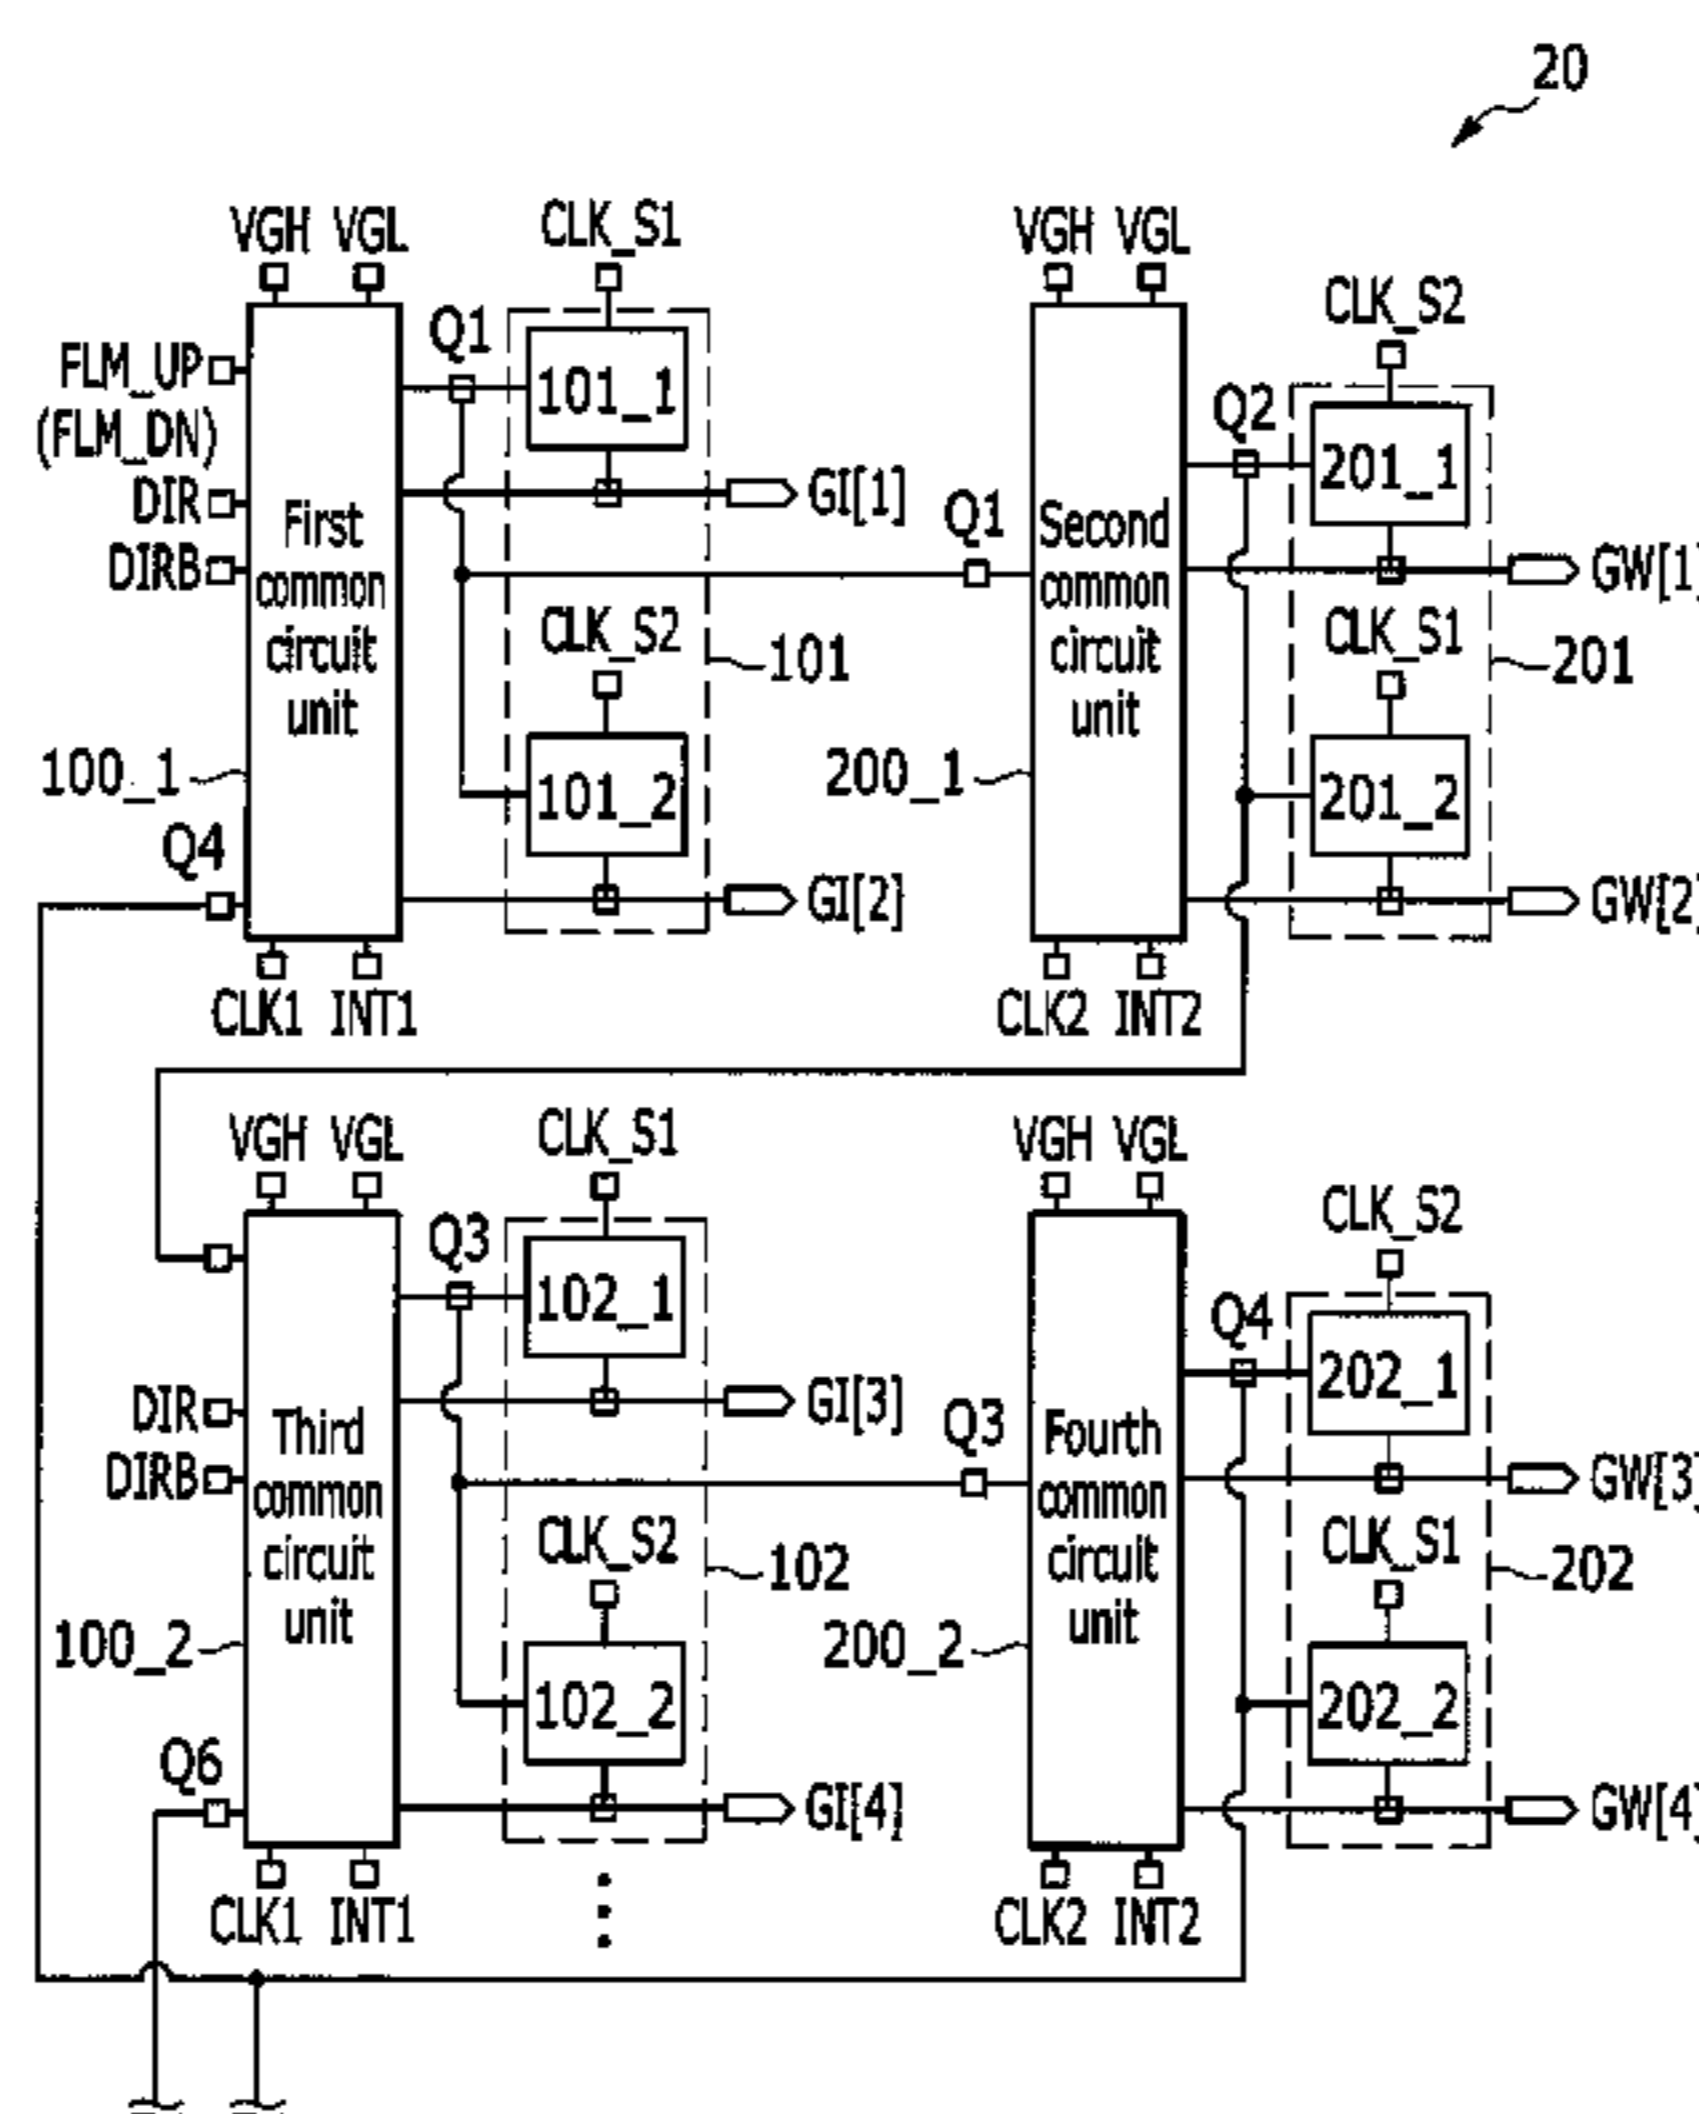 20
VGH VGL
CLK_S1
VGH VGL
CLK_S2
FLM_UP
(FLM_DN)
DIR
DIRB
Q1
101_1
GI[1]
First
common
circuit
unit
CLK_S2
101
101_2
GI[2]
100_1
Q4
CLK1 INT1
Q1
Second
common
circuit
unit
200_1
Q2
201_1
GW[1]
CLK_S1
201
201_2
GW[2]
CLK2 INT2
VGH VGL
CLK_S1
VGH VGL
CLK_S2
Q3
102_1
GI[3]
DIR
DIRB
Third
common
circuit
unit
CLK_S2
102
102_2
GI[4]
100_2
Q6
CLK1 INT1
Q3
Fourth
common
circuit
unit
200_2
Q4
202_1
GW[3]
CLK_S1
202
202_2
GW[4]
CLK2 INT2